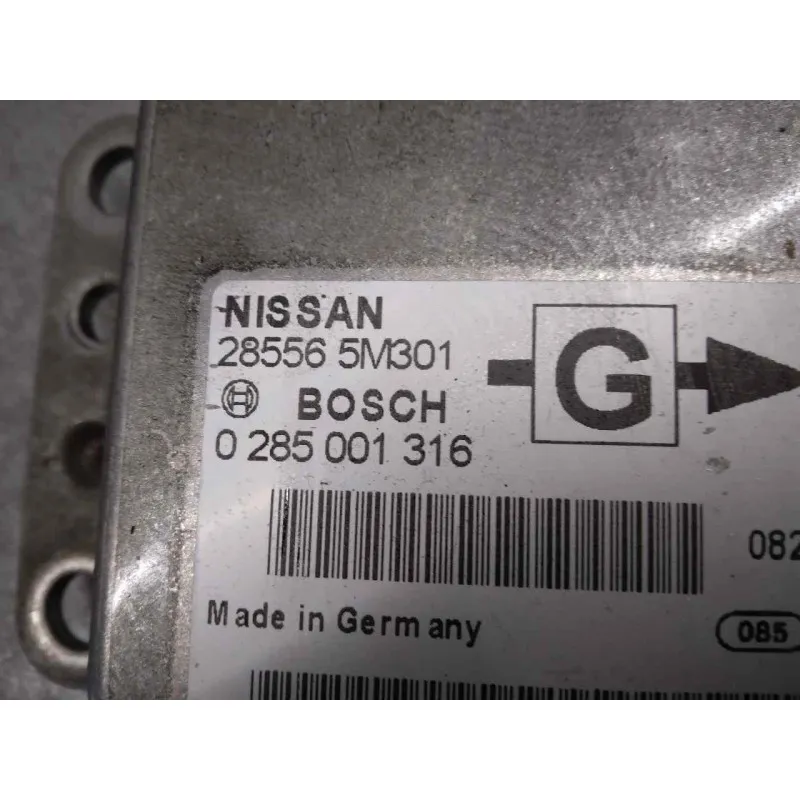 NISSAN
28556 5M301
G
BOSCH
0 285 001 316
082
Made in Germany
085